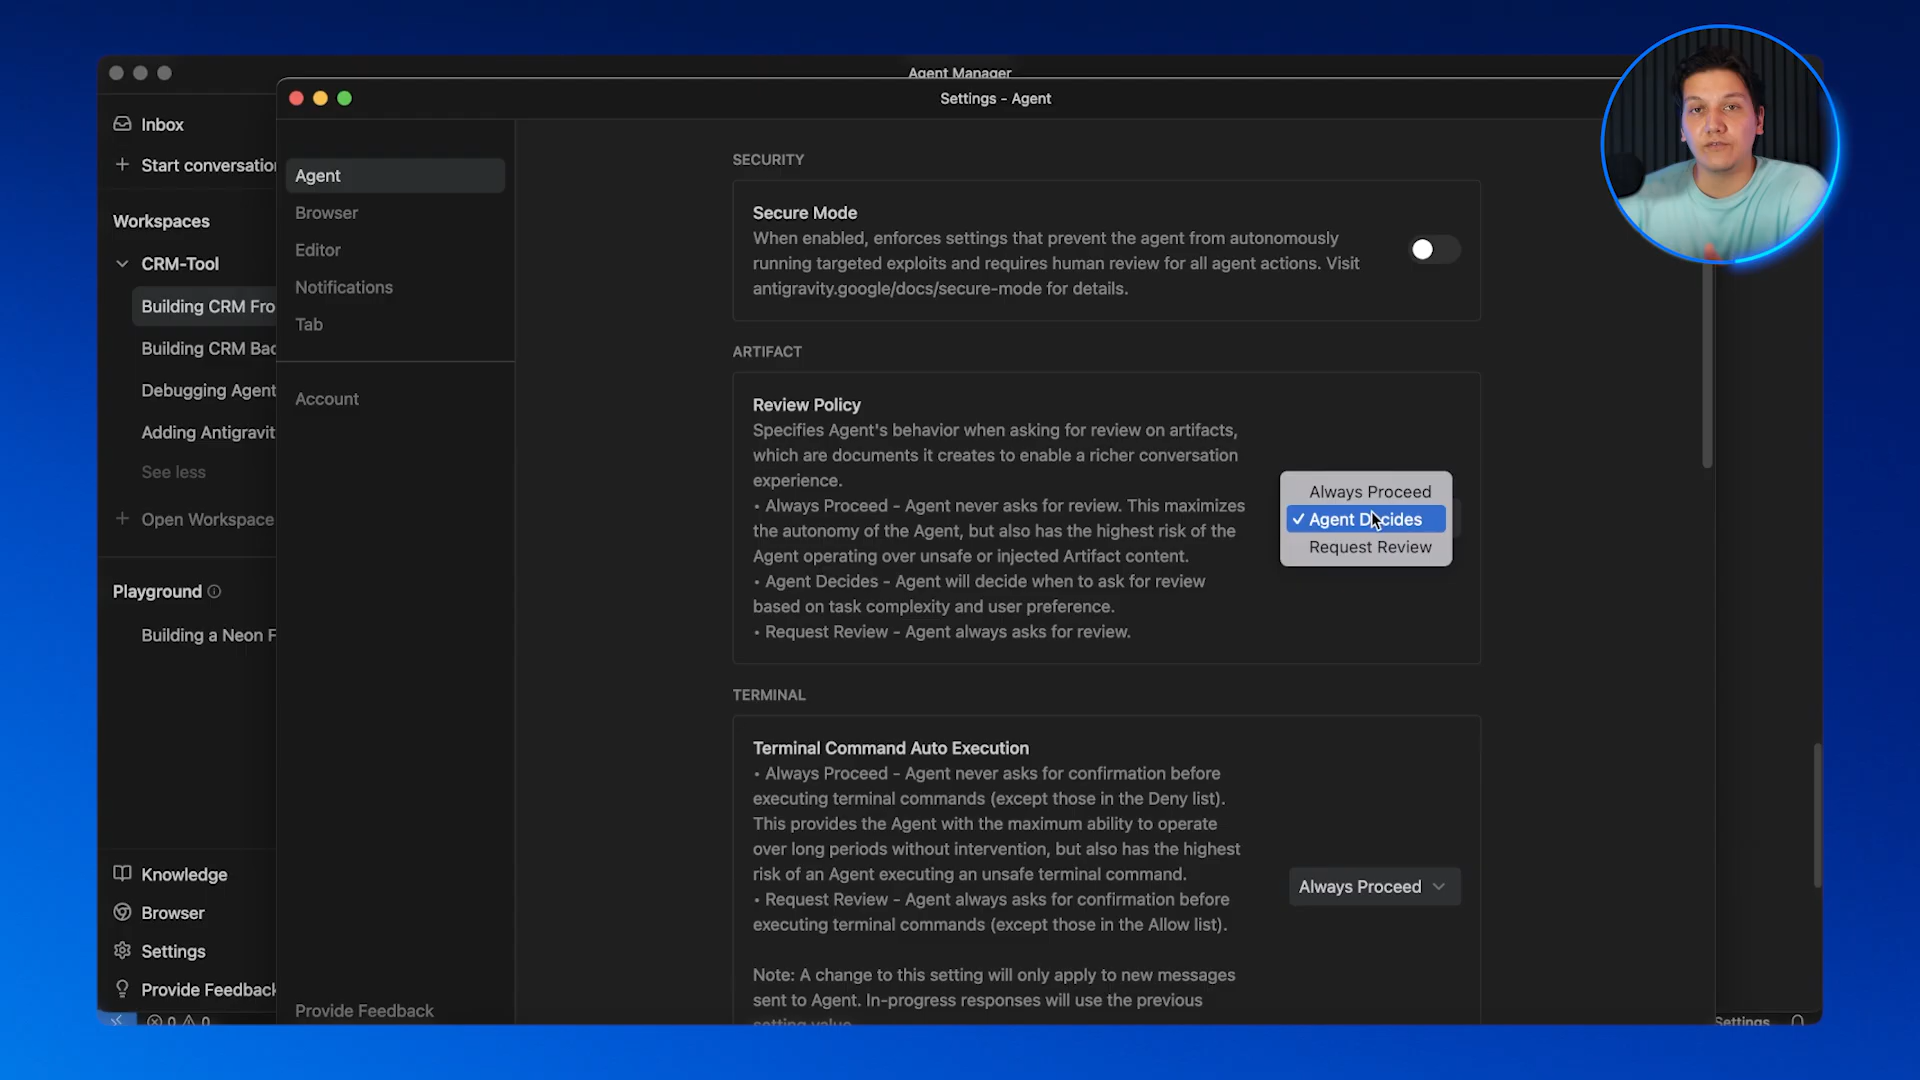 Agent Manager
Settings - Agent
Inbox
Start conversation
Workspaces
CRM-Tool
Building CRM Fro
Building CRM Bac
Debugging Agent
Adding Antigravit
See less
Open Workspace
Playground
Building a Neon F
Knowledge
Browser
Settings
Provide Feedback
0 0
Agent
Browser
Editor
Notifications
Tab
Account
Provide Feedback
SECURITY
Secure Mode
When enabled, enforces settings that prevent the agent from autonomously
running targeted exploits and requires human review for all agent actions. Visit
antigravity.google/docs/secure-mode for details.
ARTIFACT
Review Policy
Specifies Agent's behavior when asking for review on artifacts,
which are documents it creates to enable a richer conversation
experience.
• Always Proceed - Agent never asks for review. This maximizes
the autonomy of the Agent, but also has the highest risk of the
Agent operating over unsafe or injected Artifact content.
• Agent Decides - Agent will decide when to ask for review
based on task complexity and user preference.
• Request Review - Agent always asks for review.
Always Proceed
✓ Agent Decides
Request Review
TERMINAL
Terminal Command Auto Execution
• Always Proceed - Agent never asks for confirmation before
executing terminal commands (except those in the Deny list).
This provides the Agent with the maximum ability to operate
over long periods without intervention, but also has the highest
risk of an Agent executing an unsafe terminal command.
• Request Review - Agent always asks for confirmation before
executing terminal commands (except those in the Allow list).
Note: A change to this setting will only apply to new messages
sent to Agent. In-progress responses will use the previous
setting value.
Always Proceed
Settings